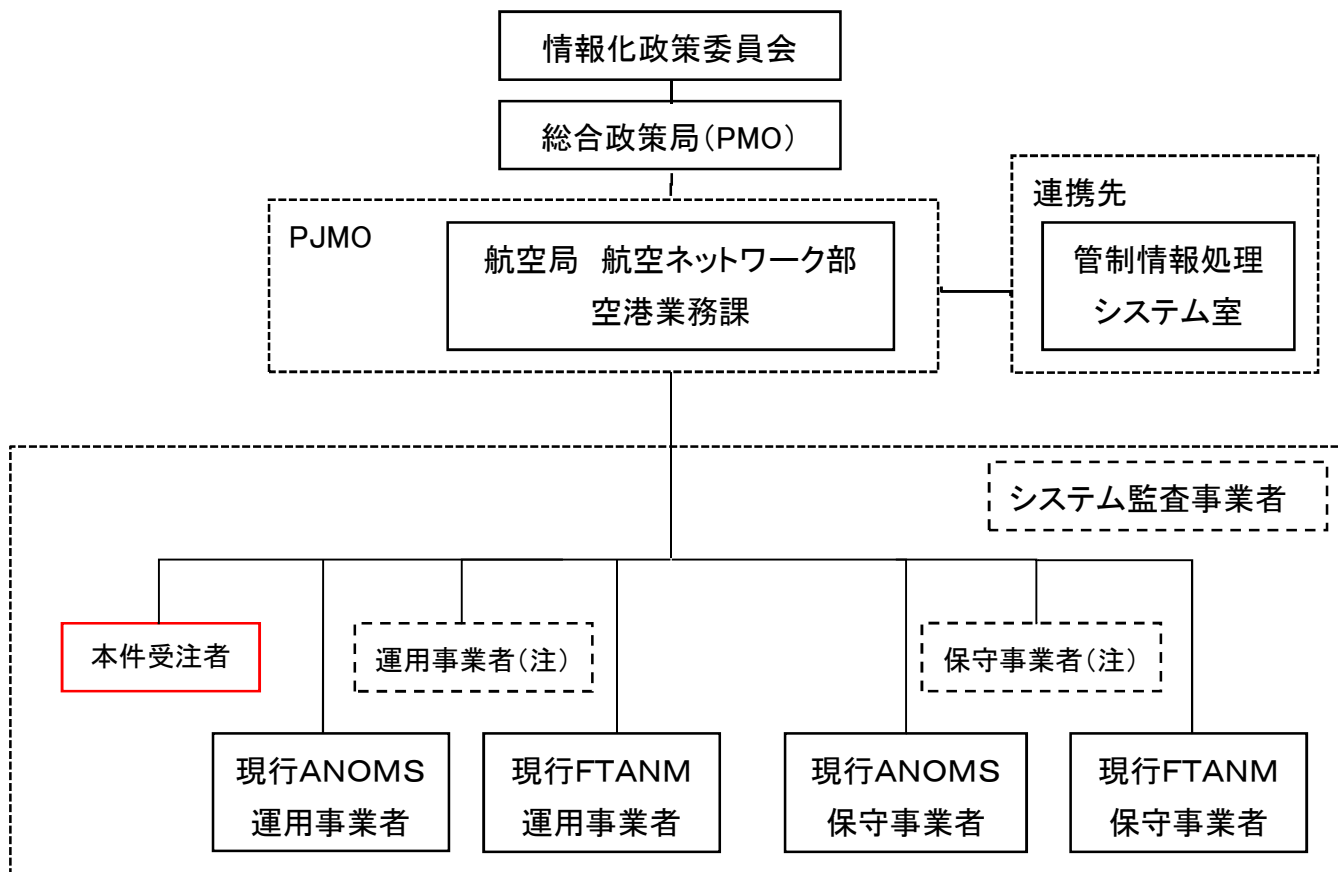 情報化政策委員会
総合政策局(PMO)
連携先
PJMO
航空局 航空ネットワーク部
空港業務課
管制情報処理
システム室
システム監査事業者
本件受注者
運用事業者(注)
保守事業者(注)
現行ANOMS
運用事業者
現行FTANM
運用事業者
現行ANOMS
保守事業者
現行FTANM
保守事業者